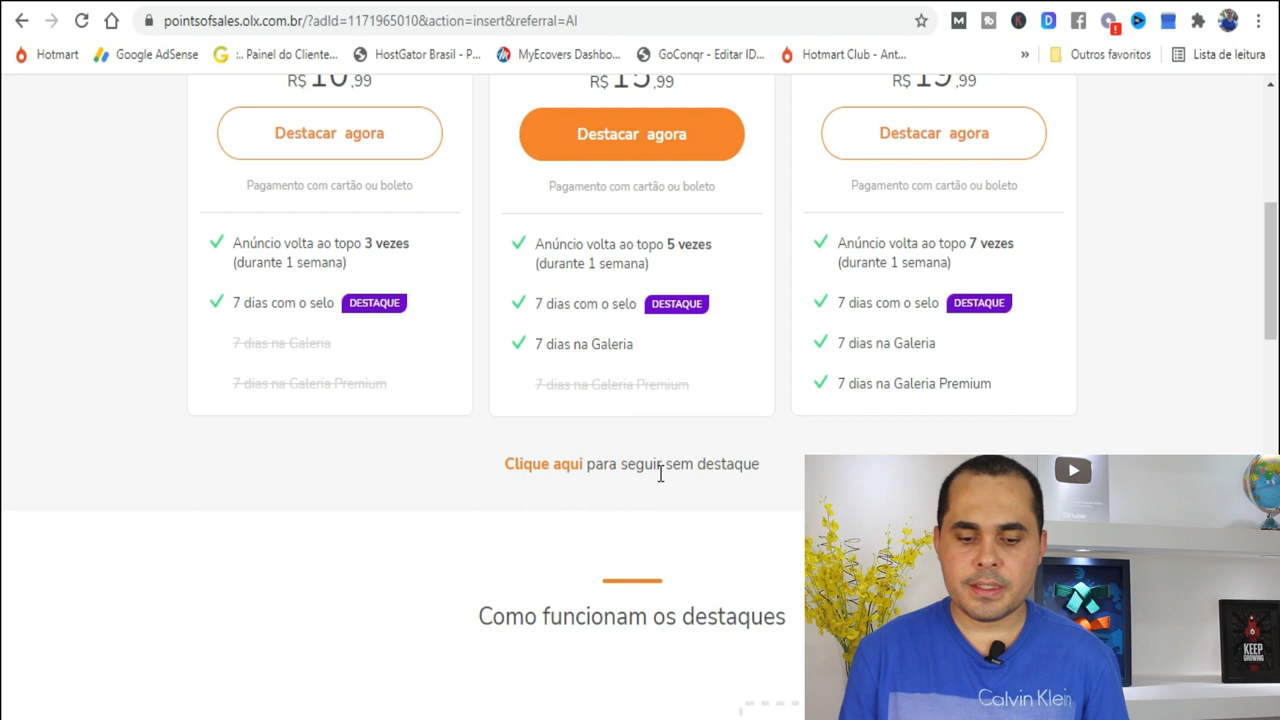 pointsofsales.olx.com.br/?adId=1171965010&action=insert&referral=AI
Hotmart
Google AdSense
:. Painel do Cliente...
HostGator Brasil - P...
MyEcovers Dashbo...
GoConqr - Editar ID...
Hotmart Club - Ant...
»
Outros favoritos
Lista de leitura
R$ 10,99
R$ 15,99
R$ 19,99
Destacar agora
Destacar agora
Destacar agora
Pagamento com cartão ou boleto
Pagamento com cartão ou boleto
Pagamento com cartão ou boleto
Anúncio volta ao topo 3 vezes
(durante 1 semana)
7 dias com o selo DESTAQUE
7 dias na Galeria
7 dias na Galeria Premium
Anúncio volta ao topo 5 vezes
(durante 1 semana)
7 dias com o selo DESTAQUE
7 dias na Galeria
7 dias na Galeria Premium
Anúncio volta ao topo 7 vezes
(durante 1 semana)
7 dias com o selo DESTAQUE
7 dias na Galeria
7 dias na Galeria Premium
Clique aqui para seguir sem destaque
Como funcionam os destaques
KEEP
GROWING
Calvin Klein